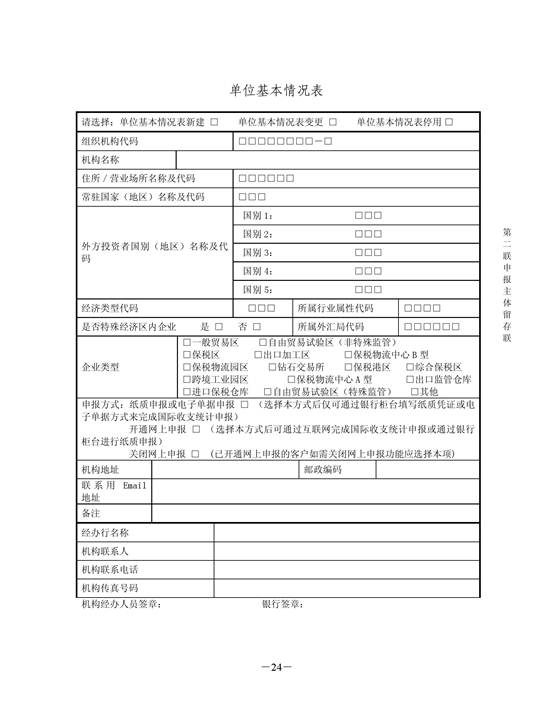 单位基本情况表
请选择：单位基本情况表新建 □ 单位基本情况表变更 □ 单位基本情况表停用 □
组织机构代码 □□□□□□□□－□
机构名称
住所／营业场所名称及代码 □□□□□□
常驻国家（地区）名称及代码 □□□
外方投资者国别（地区）名称及代
码
国别 1： □□□
国别 2： □□□
国别 3： □□□
国别 4： □□□
国别 5： □□□
经济类型代码 □□□ 所属行业属性代码 □□□□
是否特殊经济区内企业 是 □ 否 □ 所属外汇局代码 □□□□□□
企业类型
□一般贸易区 □自由贸易试验区（非特殊监管）
□保税区 □出口加工区 □保税物流中心 B 型
□保税物流园区 □钻石交易所 □保税港区 □综合保税区
□跨境工业园区 □保税物流中心 A 型 □出口监管仓库
□进口保税仓库 □自由贸易试验区（特殊监管） □其他
申报方式：纸质申报或电子单据申报 □ （选择本方式后仅可通过银行柜台填写纸质凭证或电
子单据方式来完成国际收支统计申报）
开通网上申报 □ （选择本方式后可通过互联网完成国际收支统计申报或通过银行
柜台进行纸质申报）
关闭网上申报 □ (已开通网上申报的客户如需关闭网上申报功能应选择本项)
机构地址 邮政编码
联系用 Email
地址
备注
经办行名称
机构联系人
机构联系电话
机构传真号码
机构经办人员签章： 银行签章：
第二联申报主体留存联
－24－